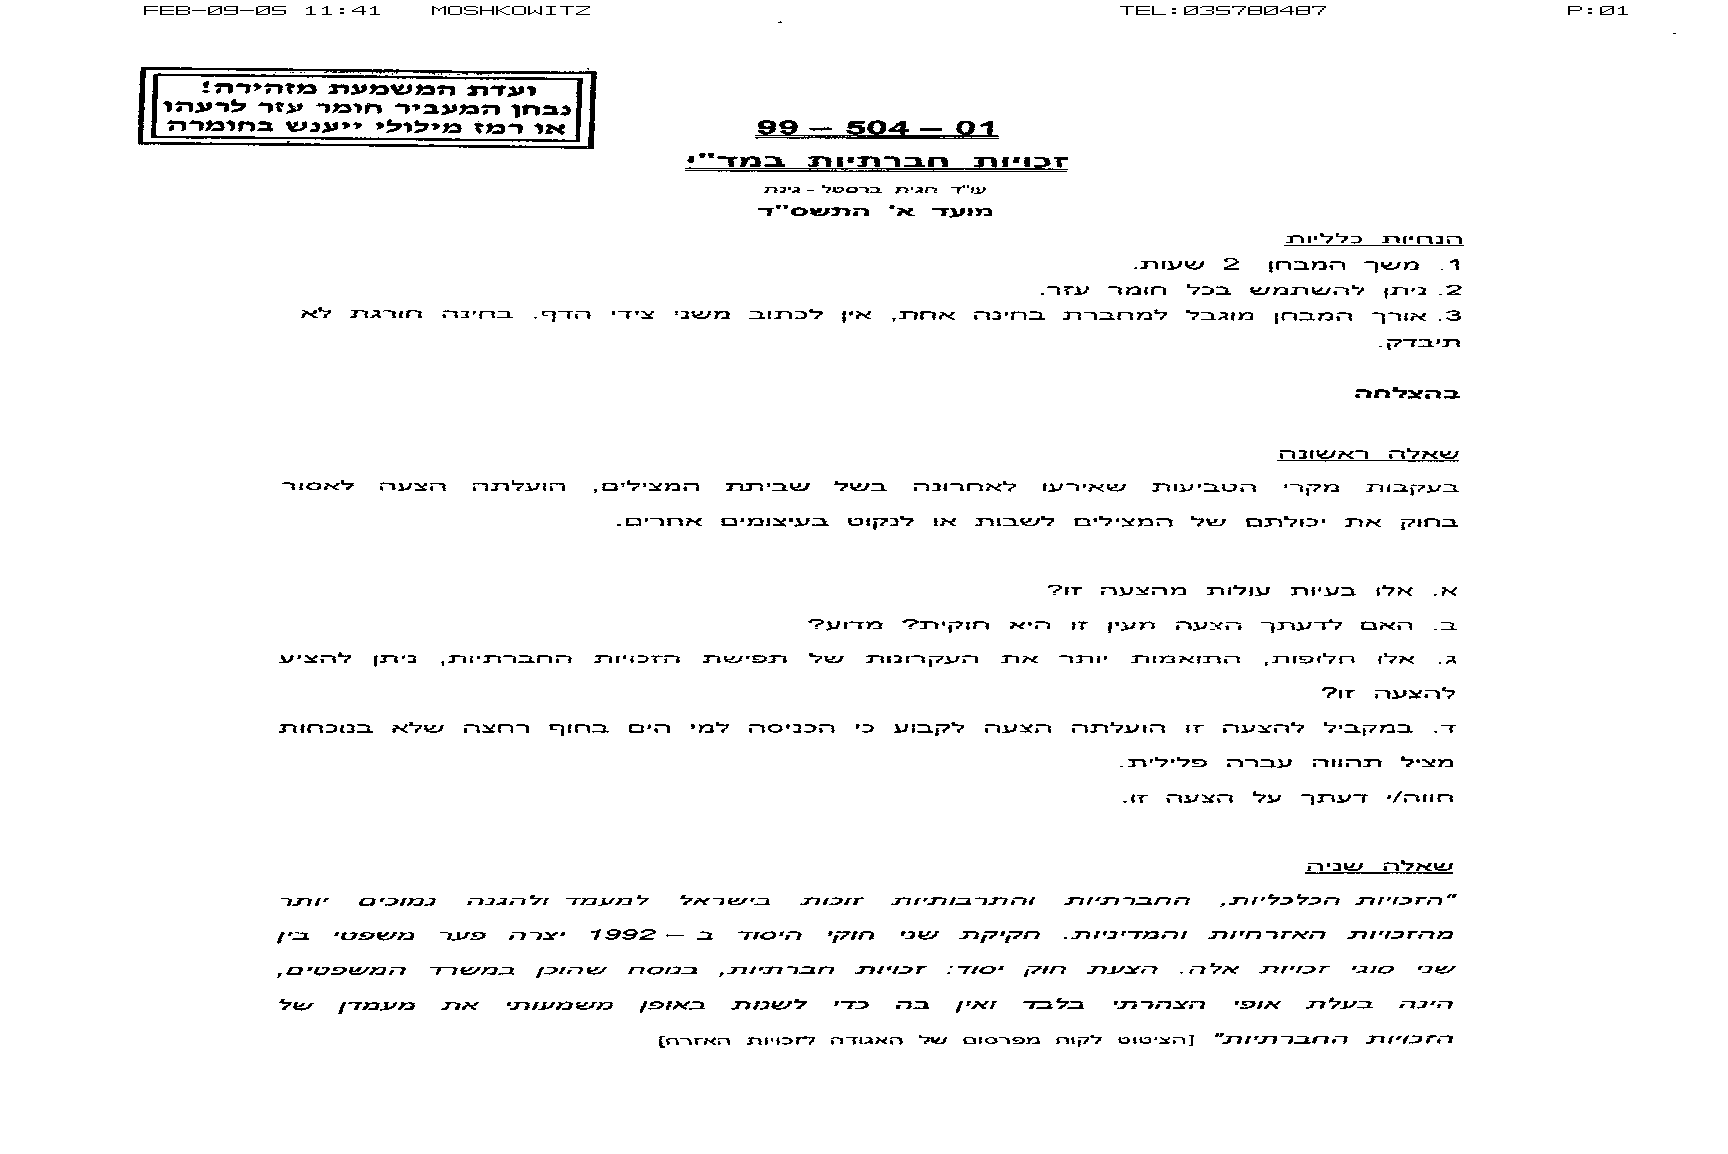 FEB-09-05 11:41 MOSHKOWITZ TEL:035780487 P:01
ועדת המשמעת מזהירה!
נבחן המעביר חומר עזר לרעהו
או רמז מילולי ייענש בחומרה
99 – 504 – 01
זכויות חברתיות במד"י
עו"ד חגית ברסטל - גינת
מועד א' התשס"ד
הנחיות כלליות
1. משך המבחן 2 שעות.
2. ניתן להשתמש בכל חומר עזר.
3. אורך המבחן מוגבל למחברת בחינה אחת, אין לכתוב משני צידי הדף. בחינה חורגת לא
תיבדק.
בהצלחה
שאלה ראשונה
בעקבות מקרי הטביעות שאירעו לאחרונה בשל שביתת המצילים, הועלתה הצעה לאסור
בחוק את יכולתם של המצילים לשבות או לנקוט בעיצומים אחרים.
א. אלו בעיות עולות מהצעה זו?
ב. האם לדעתך הצעה מעין זו היא חוקית? מדוע?
ג. אלו חלופות, התואמות יותר את העקרונות של תפישת הזכויות החברתיות, ניתן להציע
להצעה זו?
ד. במקביל להצעה זו הועלתה הצעה לקבוע כי הכניסה למי הים בחוף רחצה שלא בנוכחות
מציל תהווה עברה פלילית.
חווה/י דעתך על הצעה זו.
שאלה שניה
"הזכויות הכלכליות, החברתיות והתרבותיות זוכות בישראל למעמד ולהגנה נמוכים יותר
מהזכויות האזרחיות והמדיניות. חקיקת שני חוקי היסוד ב – 1992 יצרה פער משפטי בין
שני סוגי זכויות אלה. הצעת חוק יסוד: זכויות חברתיות, בנוסח שהוכן במשרד המשפטים,
הינה בעלת אופי הצהרתי בלבד ואין בה כדי לשנות באופן משמעותי את מעמדן של
הזכויות החברתיות" [הציטוט לקוח מפרסום של האגודה לזכויות האזרח]